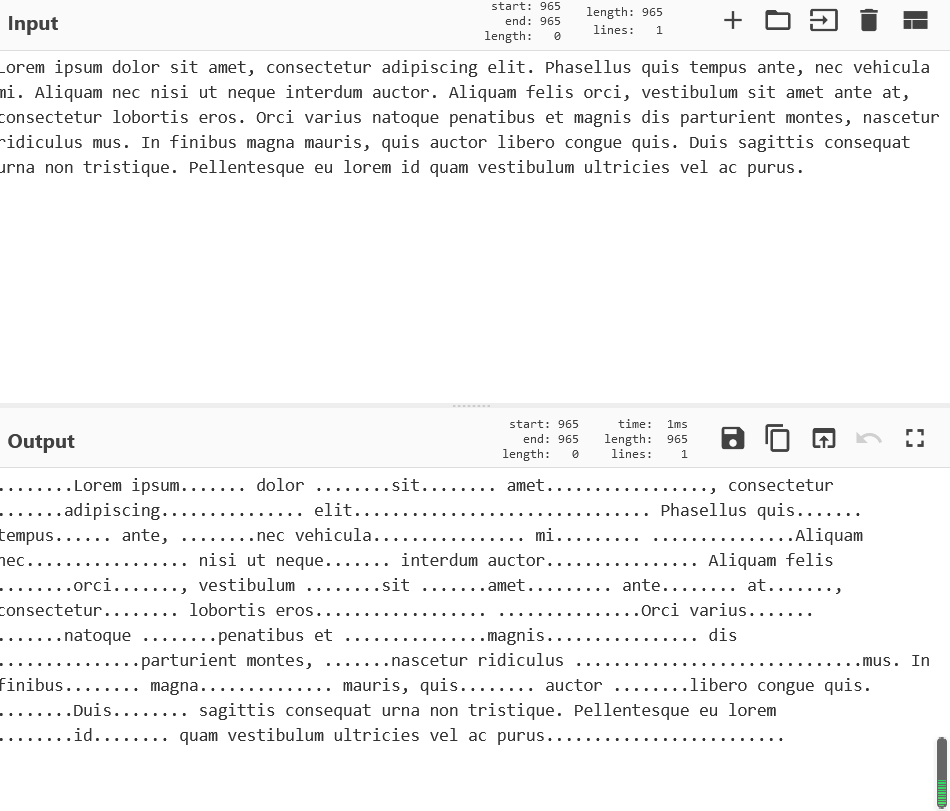 Input
start: 965
end: 965
length: 0
length: 965
lines: 1
Lorem ipsum dolor sit amet, consectetur adipiscing elit. Phasellus quis tempus ante, nec vehicula
mi. Aliquam nec nisi ut neque interdum auctor. Aliquam felis orci, vestibulum sit amet ante at,
consectetur lobortis eros. Orci varius natoque penatibus et magnis dis parturient montes, nascetur
ridiculus mus. In finibus magna mauris, quis auctor libero congue quis. Duis sagittis consequat
urna non tristique. Pellentesque eu lorem id quam vestibulum ultricies vel ac purus.
Output
start: 965
end: 965
length: 0
time: 1ms
length: 965
lines: 1
........Lorem ipsum....... dolor ........sit........ amet................., consectetur
.......adipiscing............... elit............................... Phasellus quis.......
tempus...... ante, ........nec vehicula................ mi......... ...............Aliquam
nec................. nisi ut neque....... interdum auctor................ Aliquam felis
........orci......., vestibulum ........sit .......amet......... ante........ at.......,
consectetur........ lobortis eros.................. ...............Orci varius.......
.......natoque ........penatibus et ...............magnis................ dis
...............parturient montes, .......nascetur ridiculus ..............................mus. In
finibus........ magna.............. mauris, quis........ auctor ........libero congue quis.
........Duis........ sagittis consequat urna non tristique. Pellentesque eu lorem
........id........ quam vestibulum ultricies vel ac purus.........................